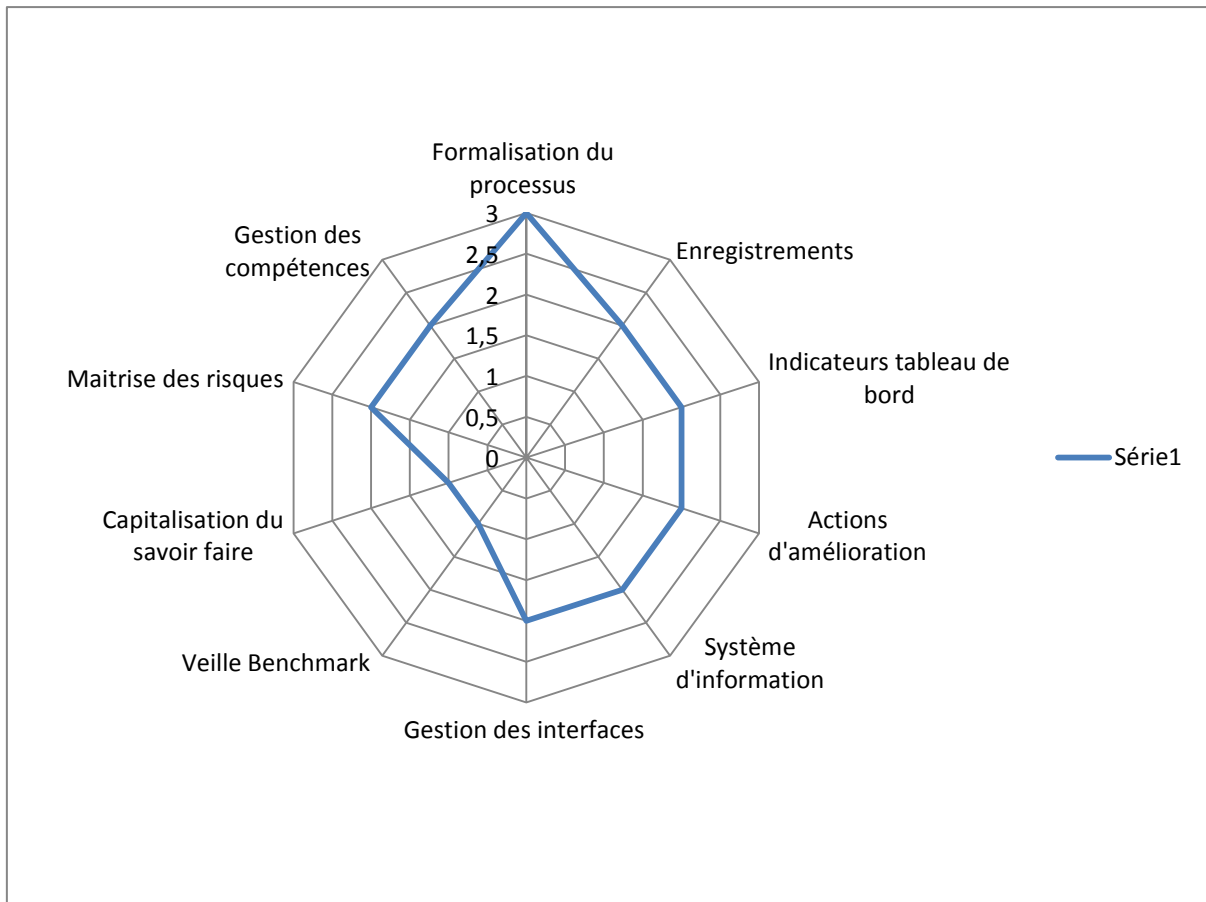 Formalisation du
processus
Enregistrements
Indicateurs tableau de
bord
Actions
d'amélioration
Système
d'information
Gestion des interfaces
Veille Benchmark
Capitalisation du
savoir faire
Maitrise des risques
Gestion des
compétences
3
2,5
2
1,5
1
0,5
0
Série1